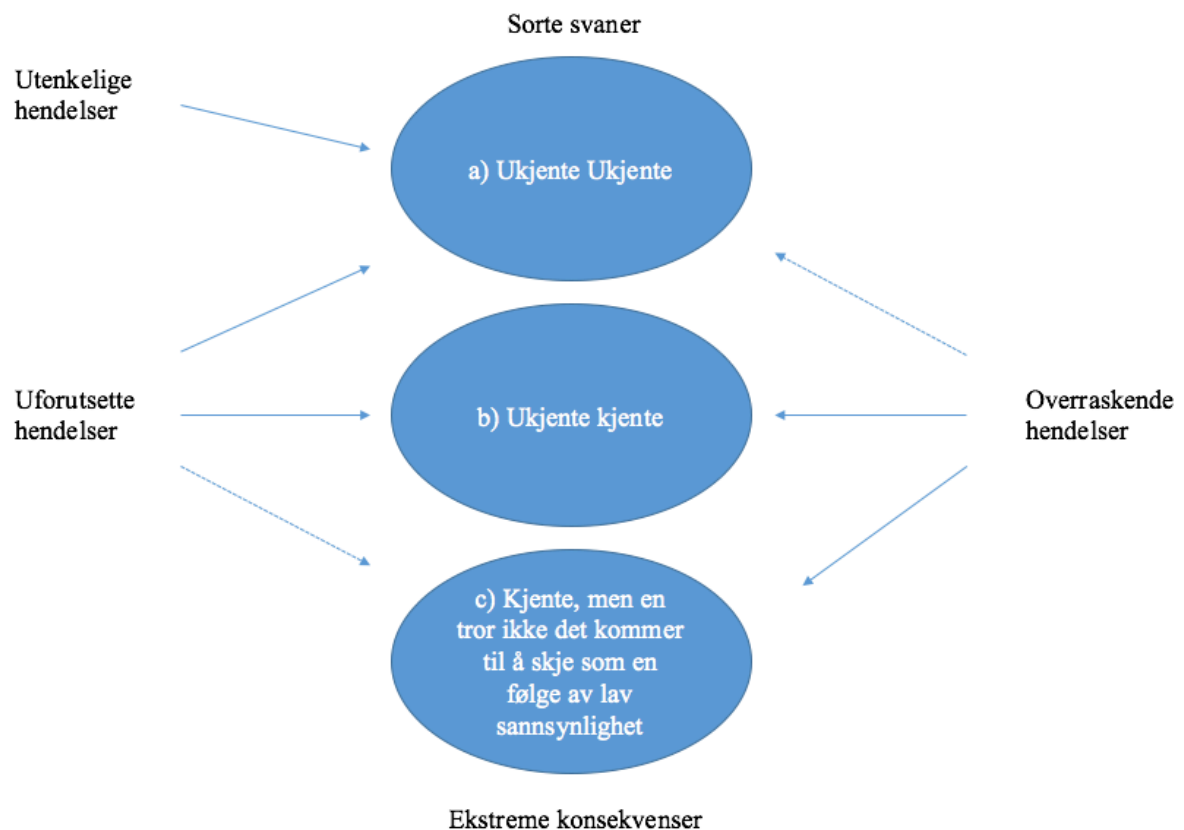 Sorte svaner
Utenkelige
hendelser
a) Ukjente Ukjente
Uforutsette
hendelser
b) Ukjente kjente
Overraskende
hendelser
c) Kjente, men en
tror ikke det kommer
til å skje som en
følge av lav
sannsynlighet
Ekstreme konsekvenser